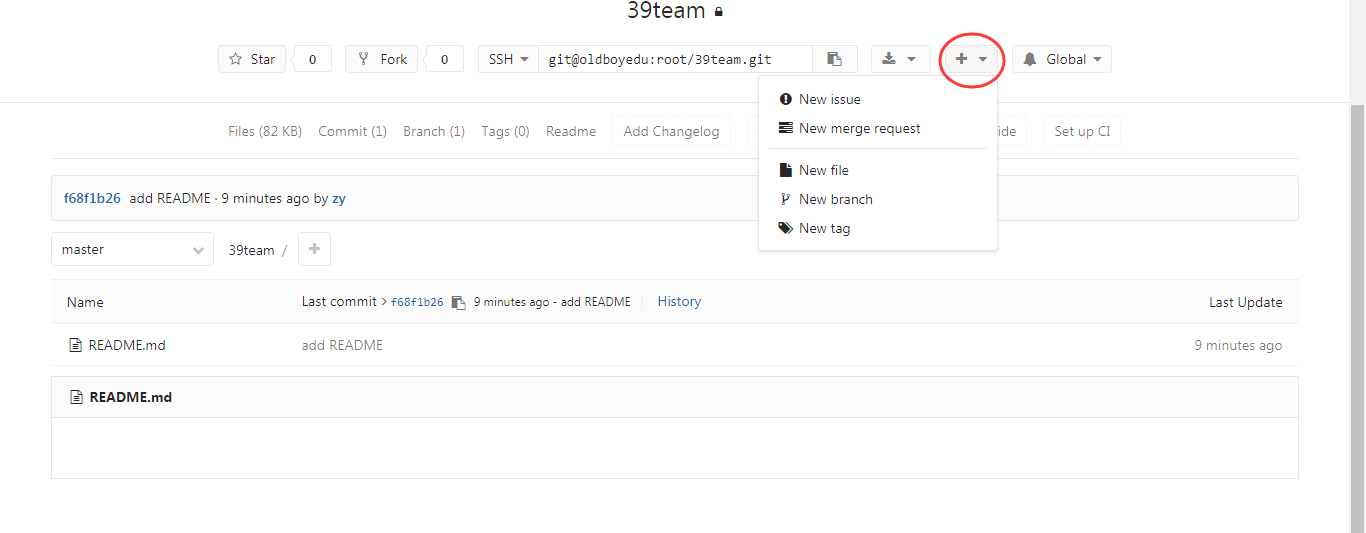 39team
Star 0 Fork 0 SSH git@oldboyedu:root/39team.git Global
New issue
New merge request
New file
New branch
New tag
Files (82 KB) Commit (1) Branch (1) Tags (0) Readme Add Changelog Set up CI
f68f1b26 add README · 9 minutes ago by zy
master 39team /
Name Last commit > f68f1b26 9 minutes ago - add README History Last Update
README.md add README 9 minutes ago
README.md